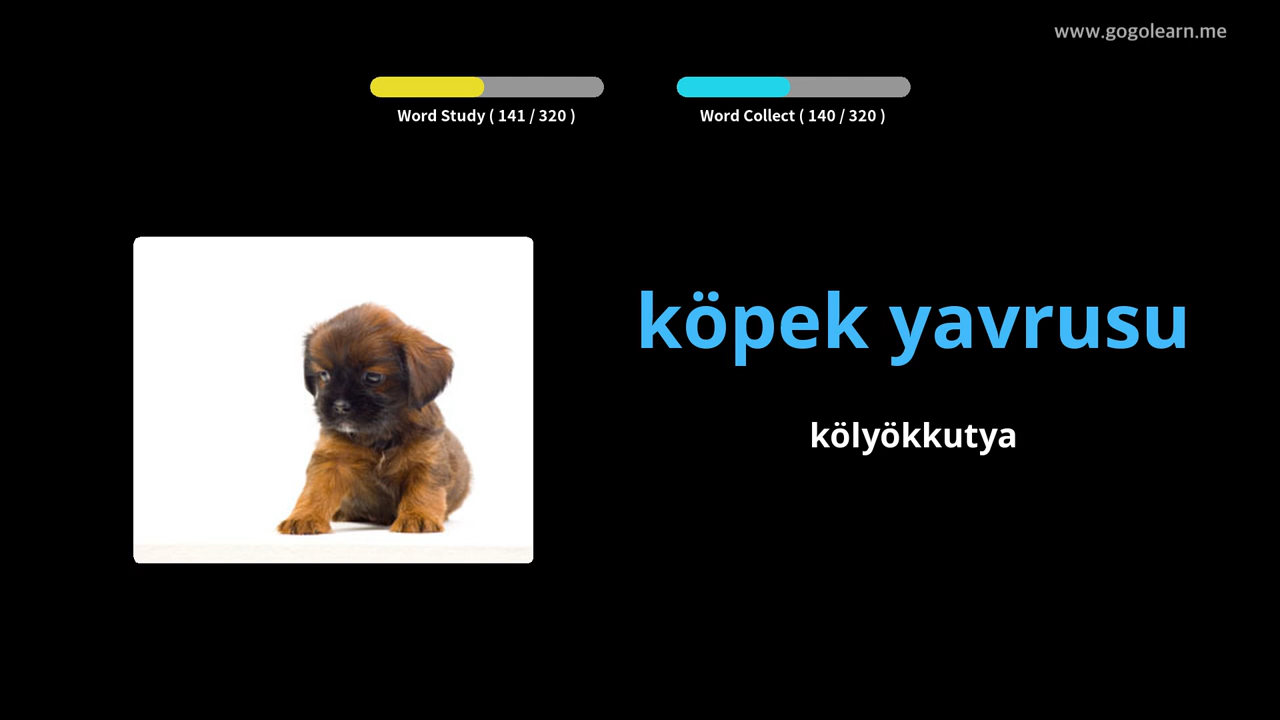 www.gogolearn.me
Word Study ( 141 / 320 )
Word Collect ( 140 / 320 )
köpek yavrusu
kölyökkutya